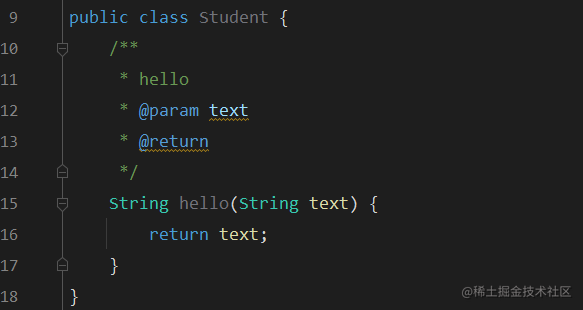 9 public class Student {
10     /**
11      * hello
12      * @param text
13      * @return
14      */
15     String hello(String text) {
16         return text;
17     }
18 }
@稀土掘金技术社区